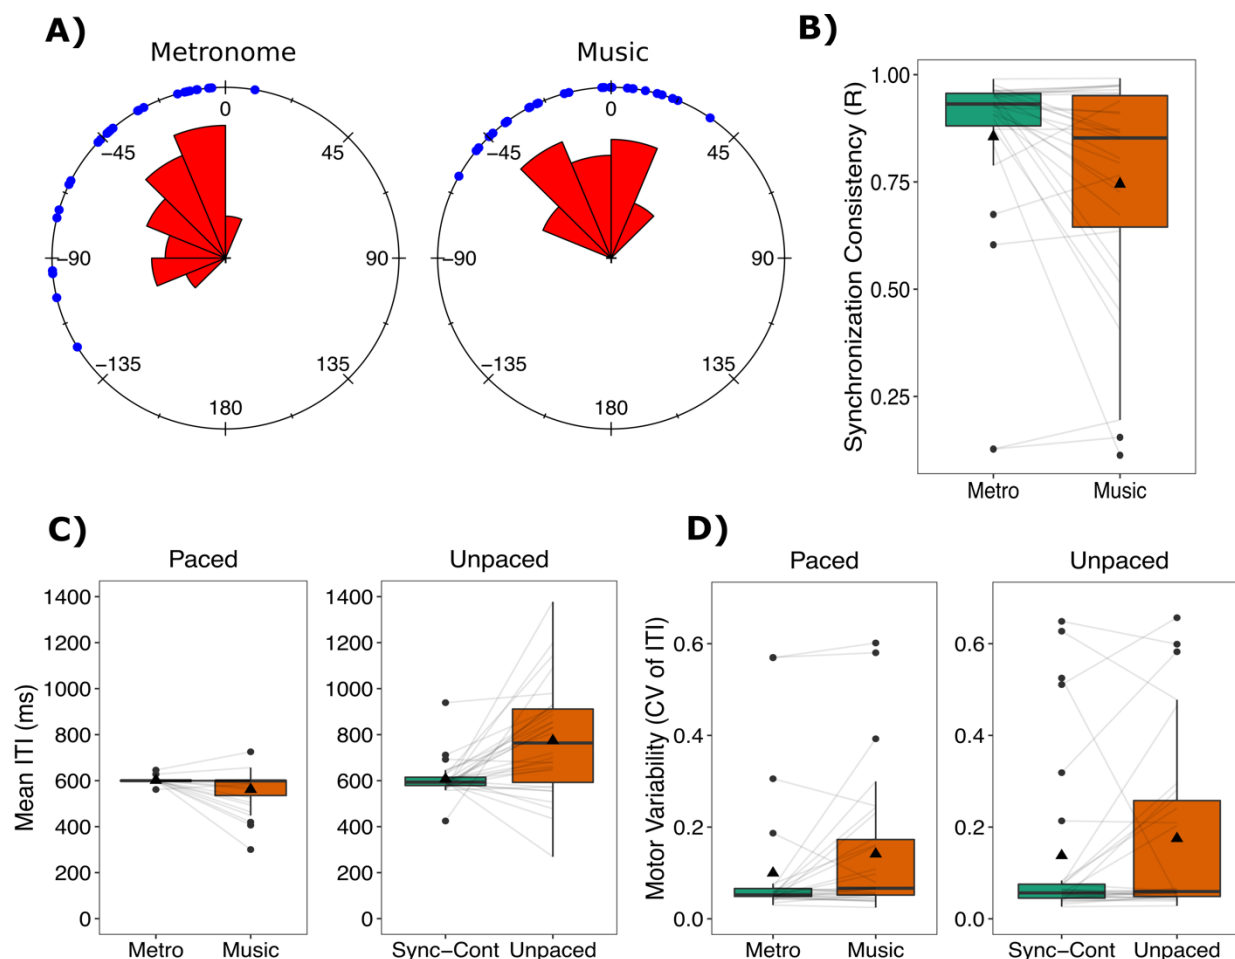 A)
Metronome
0
45
90
135
180
−135
−90
−45
Music
0
45
90
135
180
−135
−90
−45
B)
Synchronization Consistency (R)
1.00
0.75
0.50
0.25
Metro Music
C)
Paced Unpaced
Mean ITI (ms)
1400
1200
1000
800
600
400
200
0
Metro Music
1400
1200
1000
800
600
400
200
0
Sync−Cont Unpaced
D)
Paced Unpaced
Motor Variability (CV of ITI)
0.6
0.4
0.2
0.0
Metro Music
0.6
0.4
0.2
0.0
Sync−Cont Unpaced